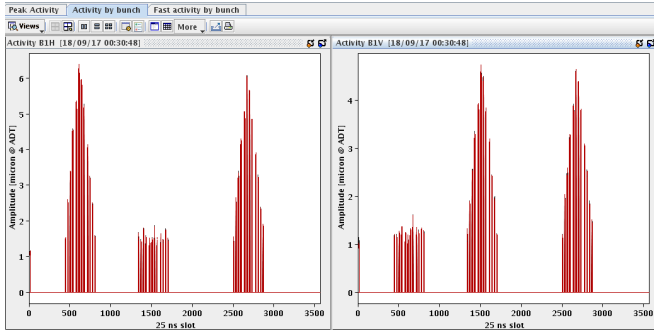 Peak Activity Activity by bunch Fast activity by bunch
Views More
Activity B1H [18/09/17 00:30:48]
Amplitude [micron @ ADT]
6
5
4
3
2
1
0
0 500 1000 1500 2000 2500 3000 3500
25 ns slot
Activity B1V [18/09/17 00:30:48]
Amplitude [micron @ ADT]
4
3
2
1
0
0 500 1000 1500 2000 2500 3000 3500
25 ns slot